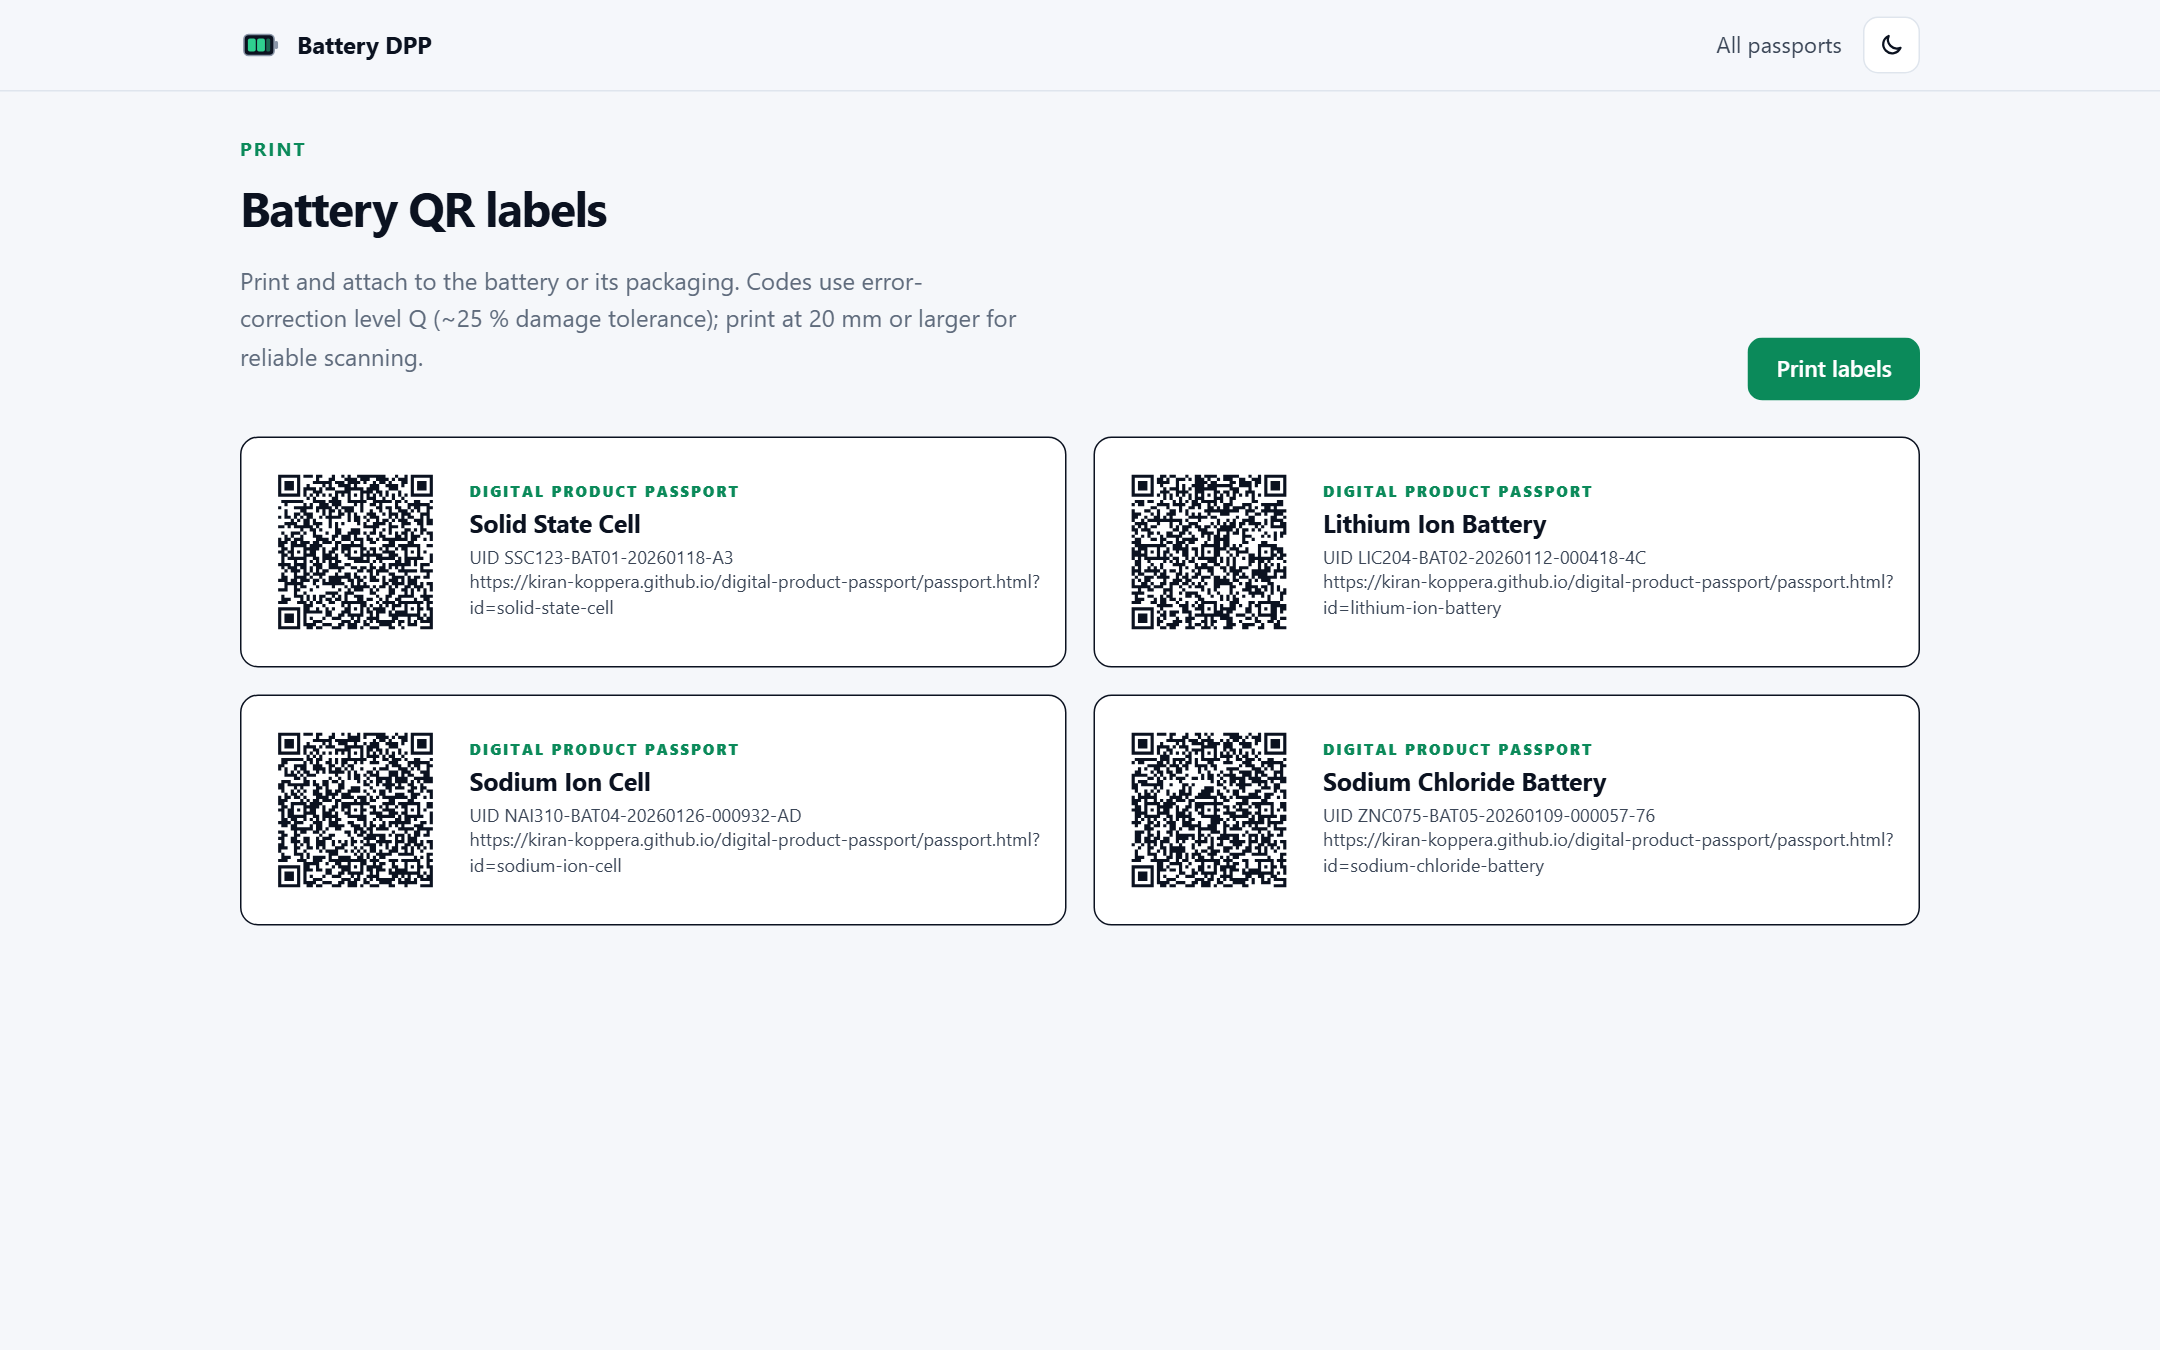 Battery DPP
All passports
PRINT
Battery QR labels
Print and attach to the battery or its packaging. Codes use error-
correction level Q (~25 % damage tolerance); print at 20 mm or larger for
reliable scanning.
Print labels
DIGITAL PRODUCT PASSPORT
Solid State Cell
UID SSC123-BAT01-20260118-A3
https://kiran-koppera.github.io/digital-product-passport/passport.html?
id=solid-state-cell
DIGITAL PRODUCT PASSPORT
Lithium Ion Battery
UID LIC204-BAT02-20260112-000418-4C
https://kiran-koppera.github.io/digital-product-passport/passport.html?
id=lithium-ion-battery
DIGITAL PRODUCT PASSPORT
Sodium Ion Cell
UID NAI310-BAT04-20260126-000932-AD
https://kiran-koppera.github.io/digital-product-passport/passport.html?
id=sodium-ion-cell
DIGITAL PRODUCT PASSPORT
Sodium Chloride Battery
UID ZNC075-BAT05-20260109-000057-76
https://kiran-koppera.github.io/digital-product-passport/passport.html?
id=sodium-chloride-battery